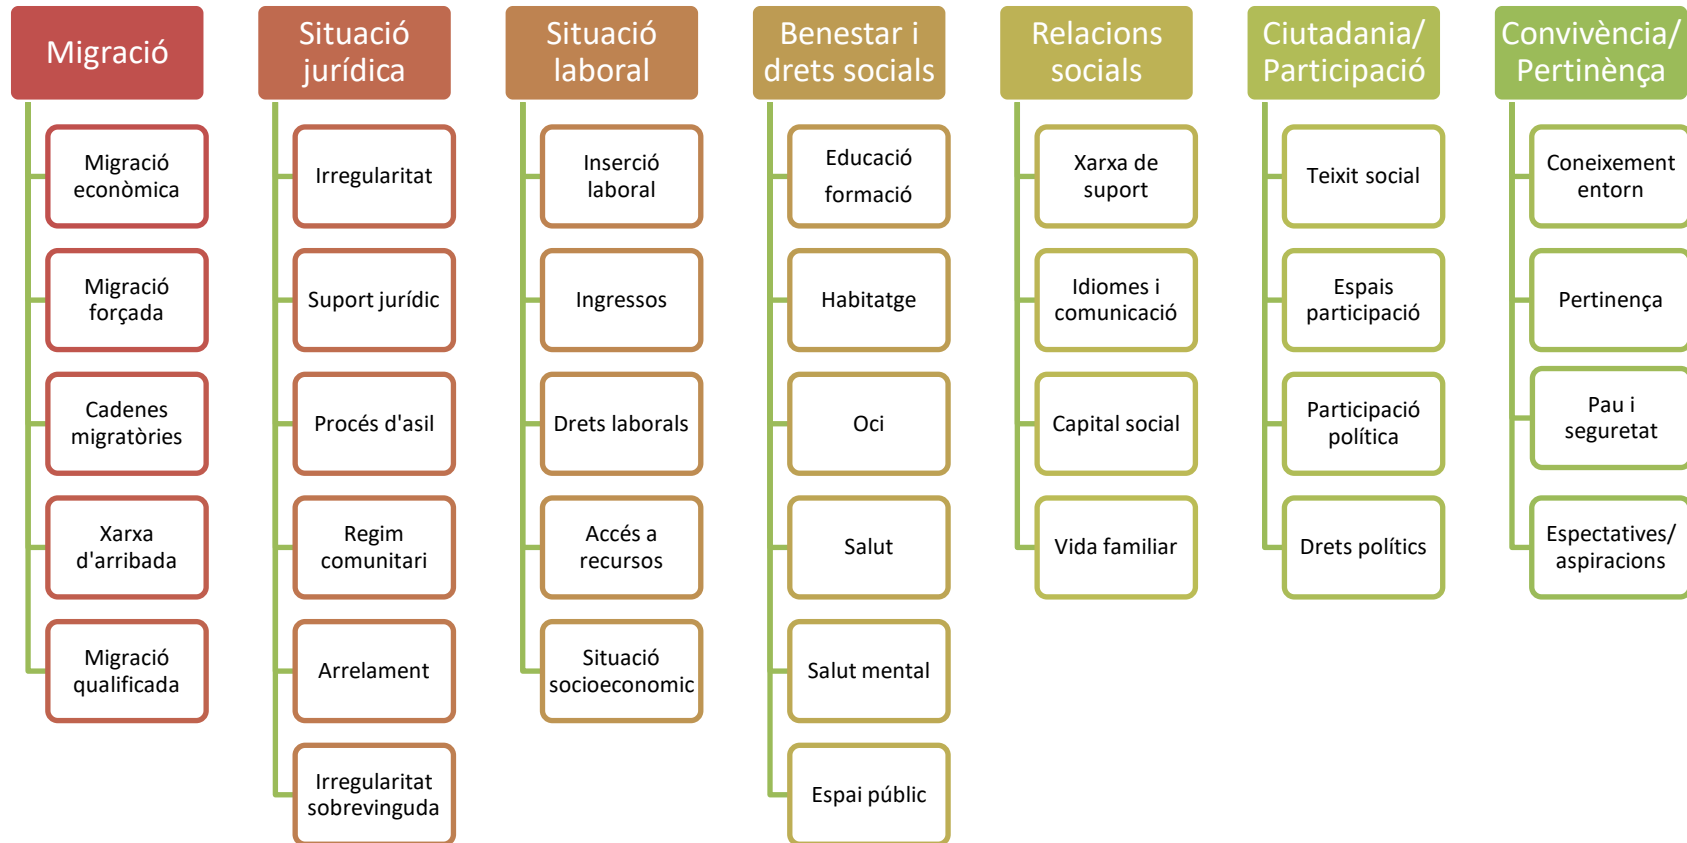 Migració
Situació
jurídica
Situació
laboral
Benestar i
drets socials
Relacions
socials
Ciutadania/
Participació
Convivència/
Pertinènça
Migració
econòmica
Migració
forçada
Cadenes
migratòries
Xarxa
d'arribada
Migració
qualificada
Irregularitat
Suport jurídic
Procés d'asil
Regim
comunitari
Arrelament
Irregularitat
sobrevinguda
Inserció
laboral
Ingressos
Drets laborals
Accés a
recursos
Situació
socioeconomic
Educació
formació
Habitatge
Oci
Salut
Salut mental
Espai públic
Xarxa de
suport
Idiomes i
comunicació
Capital social
Vida familiar
Teixit social
Espais
participació
Participació
política
Drets polítics
Coneixement
entorn
Pertinença
Pau i
seguretat
Espectatives/
aspiracions